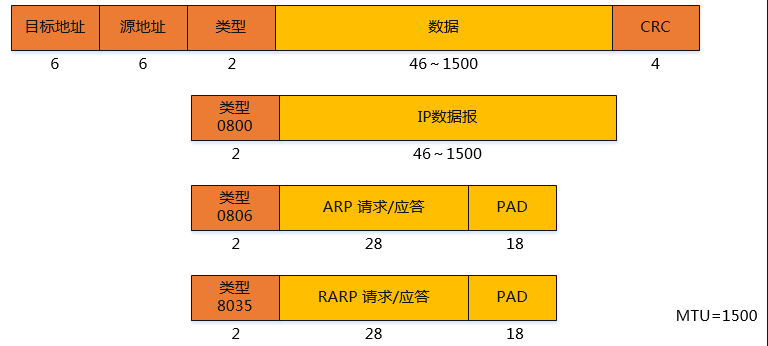 目标地址 源地址 类型 数据 CRC
6 6 2 46~1500 4
类型
0800
IP数据报
2 46~1500
类型
0806
ARP 请求/应答 PAD
2 28 18
类型
8035
RARP 请求/应答 PAD
MTU=1500
2 28 18